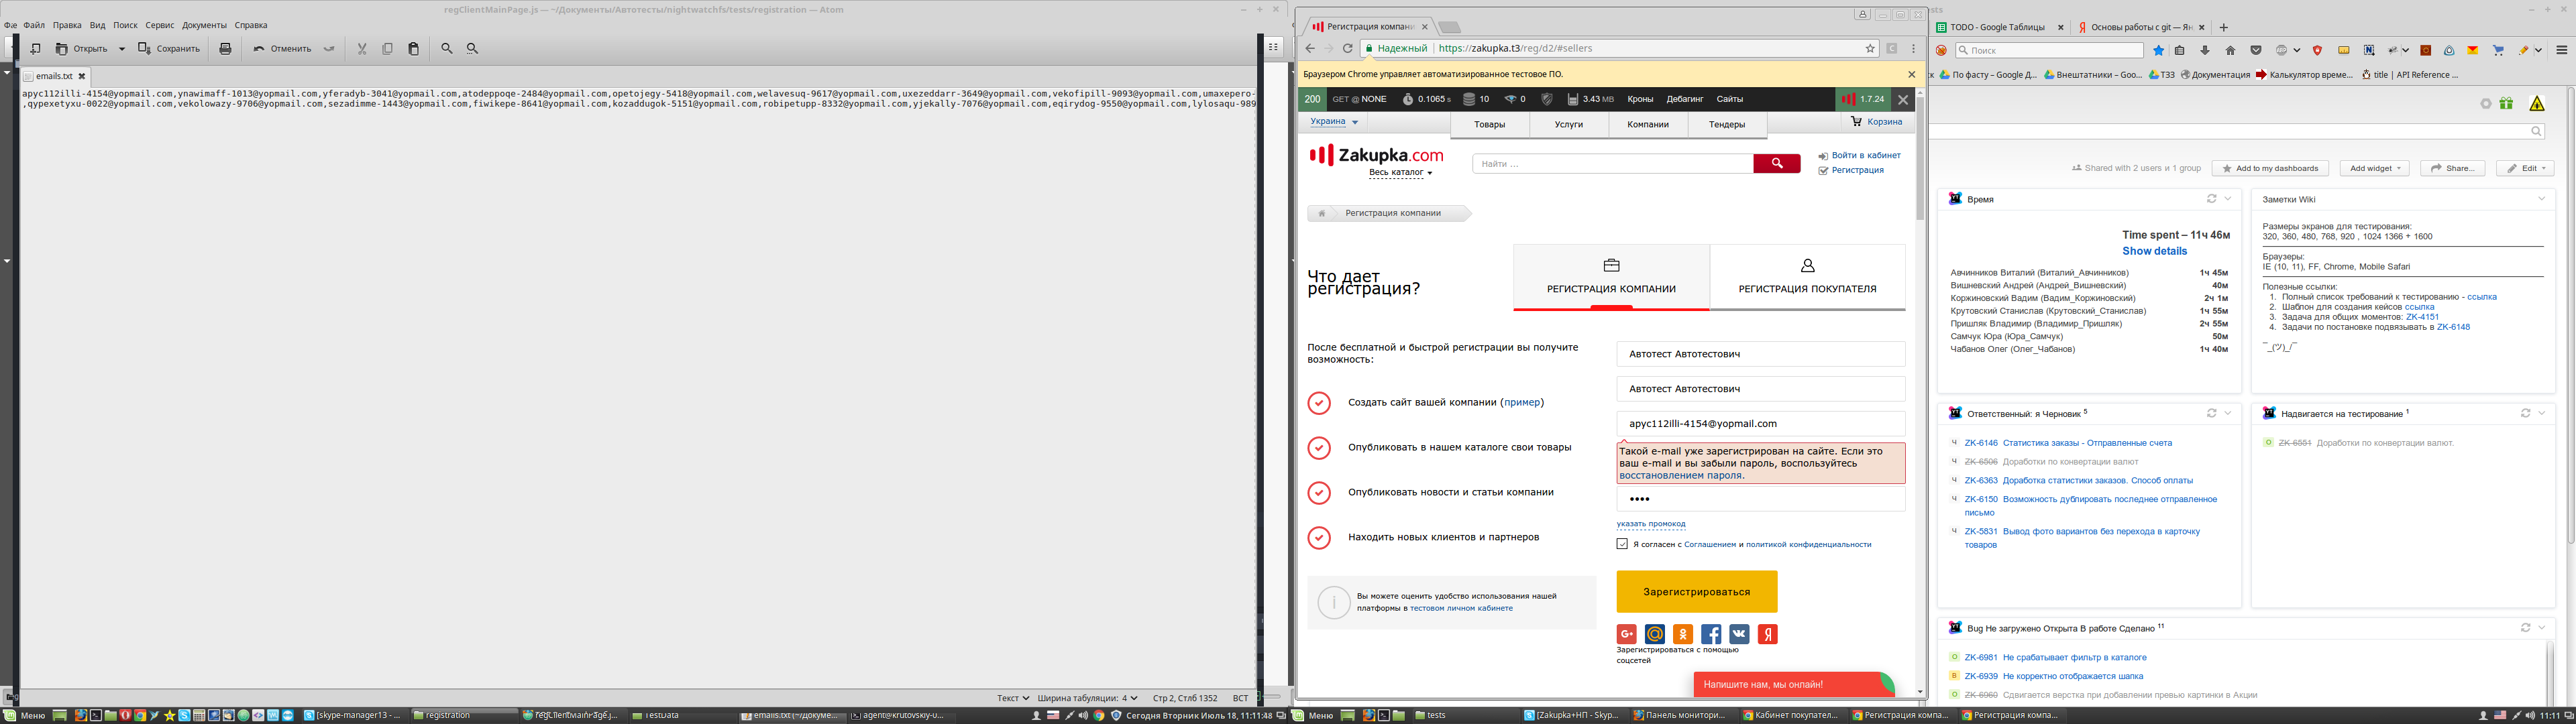 regClientMainPage.js — ~/Документы/Автотесты/nightwatchfs/tests/registration — Atom
Фай Файл Правка Вид Поиск Сервис Документы Справка
Открыть Сохранить Отменить
emails.txt
apyc112illi-4154@yopmail.com,ynawimaff-1013@yopmail.com,yferadyb-3041@yopmail.com,atodeppoqe-2484@yopmail.com,opetojegy-5418@yopmail.com,welavesuq-9617@yopmail.com,uxezeddarr-3649@yopmail.com,vekofipill-9093@yopmail.com,umaxepero-
,qypexetyxu-0022@yopmail.com,vekolowazy-9706@yopmail.com,sezadimme-1443@yopmail.com,fiwikepe-8641@yopmail.com,kozaddugok-5151@yopmail.com,robipetupp-8332@yopmail.com,yjekally-7076@yopmail.com,eqirydog-9550@yopmail.com,lylosaqu-989
Текст Ширина табуляции: 4 Стр 2, Стлб 1352 ВСТ
Меню [skype-manager13 - ... registration regClientMainPage.j... TestData emails.txt (~/Докуме... agent@krutovskiy-u... Сегодня Вторник Июль 18, 11:11:48
Регистрация компани
Надежный https://zakupka.t3/reg/d2/#sellers
Браузером Chrome управляет автоматизированное тестовое ПО.
200 GET @ NONE 0.1065 s 10 0 3.43 MB Кроны Дебагинг Сайты 1.7.24
Украина Товары Услуги Компании Тендеры Корзина
Zakupka.com
Весь каталог
Найти ...
Войти в кабинет
Регистрация
Регистрация компании
Что дает регистрация?
РЕГИСТРАЦИЯ КОМПАНИИ
РЕГИСТРАЦИЯ ПОКУПАТЕЛЯ
После бесплатной и быстрой регистрации вы получите
возможность:
Создать сайт вашей компании (пример)
Опубликовать в нашем каталоге свои товары
Опубликовать новости и статьи компании
Находить новых клиентов и партнеров
Вы можете оценить удобство использования нашей
платформы в тестовом личном кабинете
Автотест Автотестович
Автотест Автотестович
apyc112illi-4154@yopmail.com
Такой e-mail уже зарегистрирован на сайте. Если это
ваш e-mail и вы забыли пароль, воспользуйтесь
восстановлением пароля.
••••
указать промокод
Я согласен с Соглашением и политикой конфиденциальности
Зарегистрироваться
Зарегистрироваться с помощью
соцсетей
Напишите нам, мы онлайн!
Меню tests [Zakupka+НП - Skyp... Панель монитори... Кабинет покупател... Регистрация компа... Регистрация компа... 11:11
sts
TODO - Google Таблицы Основы работы с git — Ян
Поиск
По фасту – Google Д... Внештатники – Goo... ТЗЗ Документация Калькулятор време... title | API Reference ...
Shared with 2 users и 1 group Add to my dashboards Add widget Share... Edit
Время
Time spent – 11ч 46м
Show details
Авчинников Виталий (Виталий_Авчинников) 1ч 45м
Вишневский Андрей (Андрей_Вишневский) 40м
Коржиновский Вадим (Вадим_Коржиновский) 2ч 1м
Крутовский Станислав (Крутовский_Станислав) 1ч 55м
Пришляк Владимир (Владимир_Пришляк) 2ч 55м
Самчук Юра (Юра_Самчук) 50м
Чабанов Олег (Олег_Чабанов) 1ч 40м
Заметки Wiki
Размеры экранов для тестирования:
320, 360, 480, 768, 920 , 1024 1366 + 1600
Браузеры:
IE (10, 11), FF, Chrome, Mobile Safari
Полезные ссылки:
1. Полный список требований к тестированию - ссылка
2. Шаблон для создания кейсов ссылка
3. Задача для общих моментов: ZK-4151
4. Задачи по постановке подвязывать в ZK-6148
¯_(ツ)_/¯
Ответственный: я Черновик 5
Ч ZK-6146 Статистика заказы - Отправленные счета
Ч ZK-6506 Доработки по конвертации валют
Ч ZK-6363 Доработка статистики заказов. Способ оплаты
Ч ZK-6150 Возможность дублировать последнее отправленное
письмо
Ч ZK-5831 Вывод фото вариантов без перехода в карточку
товаров
Надвигается на тестирование 1
О ZK-6551 Доработки по конвертации валют.
Bug Не загружено Открыта В работе Сделано 11
О ZK-6981 Не срабатывает фильтр в каталоге
В ZK-6939 Не корректно отображается шапка
О ZK-6960 Сдвигается верстка при добавлении превью картинки в Акции